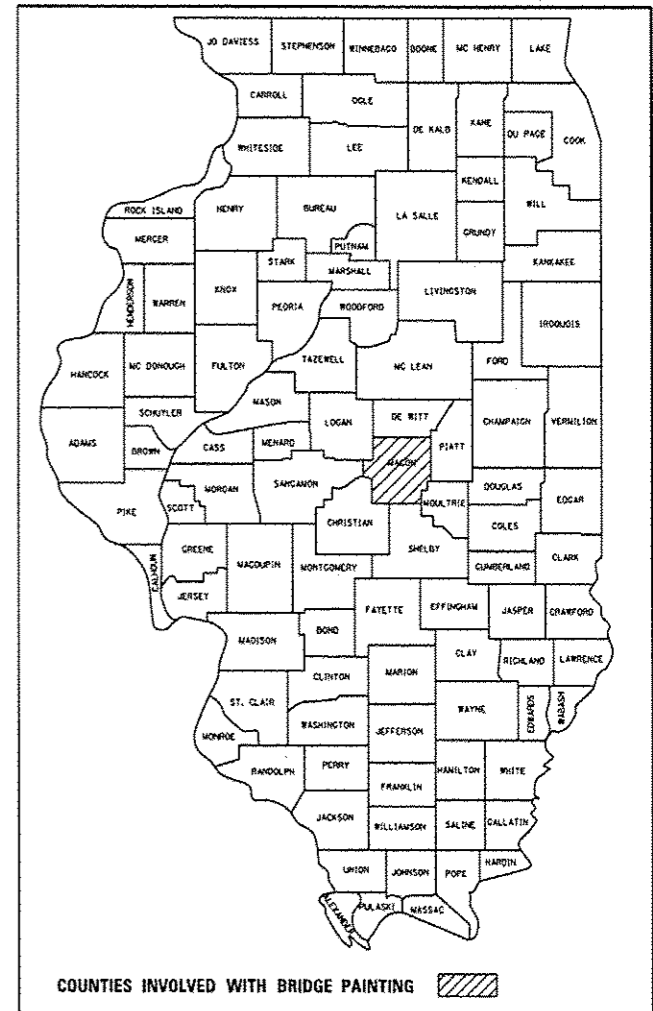 JO DAVIESS STEPHENSON WINNEBAGO BOONE MC HENRY LAKE
CARROLL OGLE DE KALB KANE DU PAGE COOK
WHITESIDE LEE
KENDALL
ROCK ISLAND HENRY BUREAU LA SALLE WILL
MERCER PUTNAM GRUNDY
STARK MARSHALL KANKAKEE
HENDERSON WARREN KNOX PEORIA WOODFORD LIVINGSTON IROQUOIS
HANCOCK MC DONOUGH FULTON TAZEWELL MC LEAN FORD
SCHUYLER MASON LOGAN DE WITT CHAMPAIGN VERMILION
ADAMS BROWN CASS MENARD MACON PIATT
PIKE SCOTT MORGAN SANGAMON MOULTRIE DOUGLAS EDGAR
CHRISTIAN COLES
CALHOUN GREENE MACOUPIN MONTGOMERY SHELBY CUMBERLAND CLARK
JERSEY FAYETTE EFFINGHAM JASPER CRAWFORD
MADISON BOND CLAY RICHLAND LAWRENCE
CLINTON MARION
ST. CLAIR WASHINGTON JEFFERSON WAYNE EDWARDS WABASH
MONROE
RANDOLPH PERRY FRANKLIN HAMILTON WHITE
JACKSON WILLIAMSON SALINE GALLATIN
UNION JOHNSON POPE HARDIN
ALEXANDER PULASKI MASSAC
COUNTIES INVOLVED WITH BRIDGE PAINTING